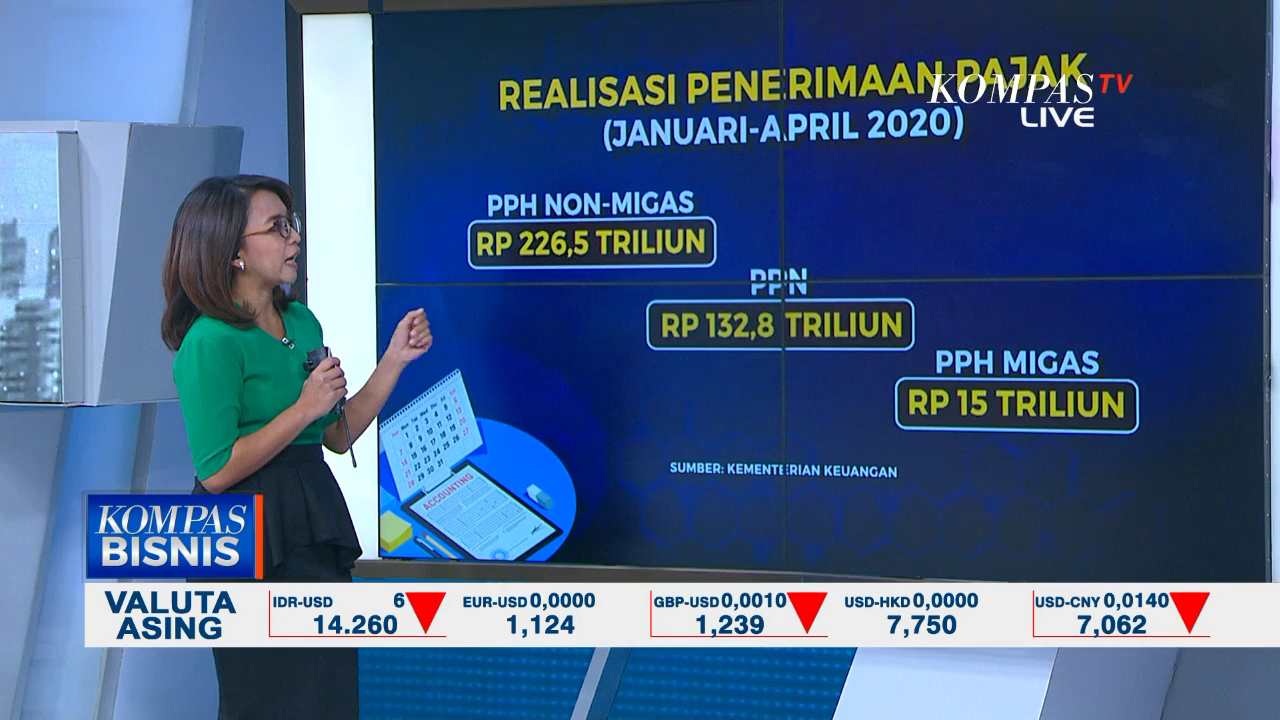 REALISASI PENERIMAAN PAJAK
(JANUARI-APRIL 2020)
KOMPAS TV
LIVE
PPH NON-MIGAS
RP 226,5 TRILIUN
PPN
RP 132,8 TRILIUN
PPH MIGAS
RP 15 TRILIUN
SUMBER: KEMENTERIAN KEUANGAN
ACCOUNTING
KOMPAS
BISNIS
VALUTA
ASING
IDR-USD 6
14.260
EUR-USD 0,0000
1,124
GBP-USD 0,0010
1,239
USD-HKD 0,0000
7,750
USD-CNY 0,0140
7,062